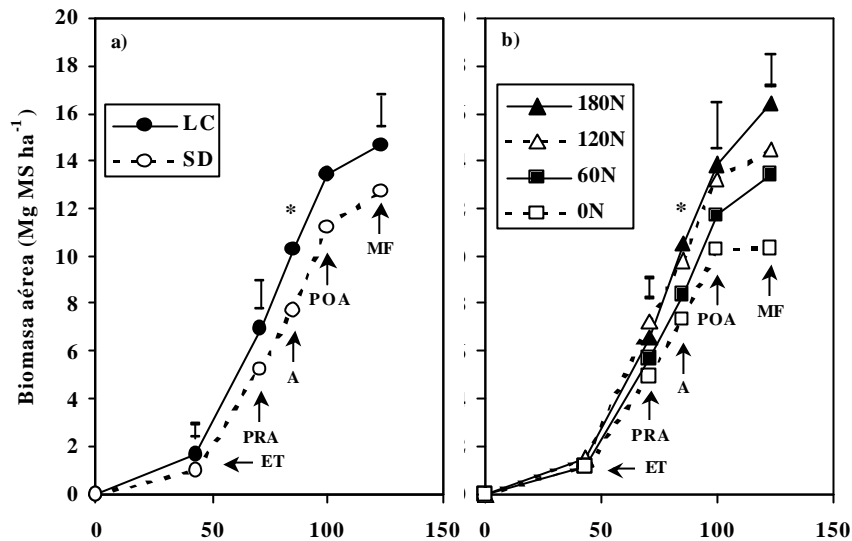 Biomasa aérea (Mg MS ha⁻¹)
20
18
16
14
12
10
8
6
4
2
0
a)
LC
SD
*
MF
POA
A
PRA
ET
0
50
100
150
b)
180N
120N
60N
0N
*
MF
POA
A
PRA
ET
0
50
100
150